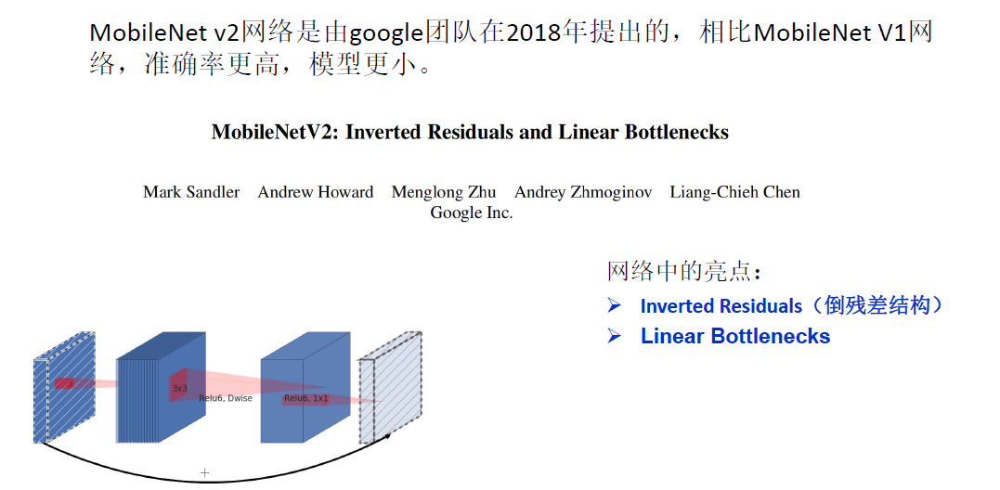 MobileNet v2网络是由google团队在2018年提出的，相比MobileNet V1网
络，准确率更高，模型更小。
MobileNetV2: Inverted Residuals and Linear Bottlenecks
Mark Sandler Andrew Howard Menglong Zhu Andrey Zhmoginov Liang-Chieh Chen
Google Inc.
网络中的亮点：
➢ Inverted Residuals（倒残差结构）
➢ Linear Bottlenecks
3x3
Relu6, Dwise
Relu6, 1x1
+